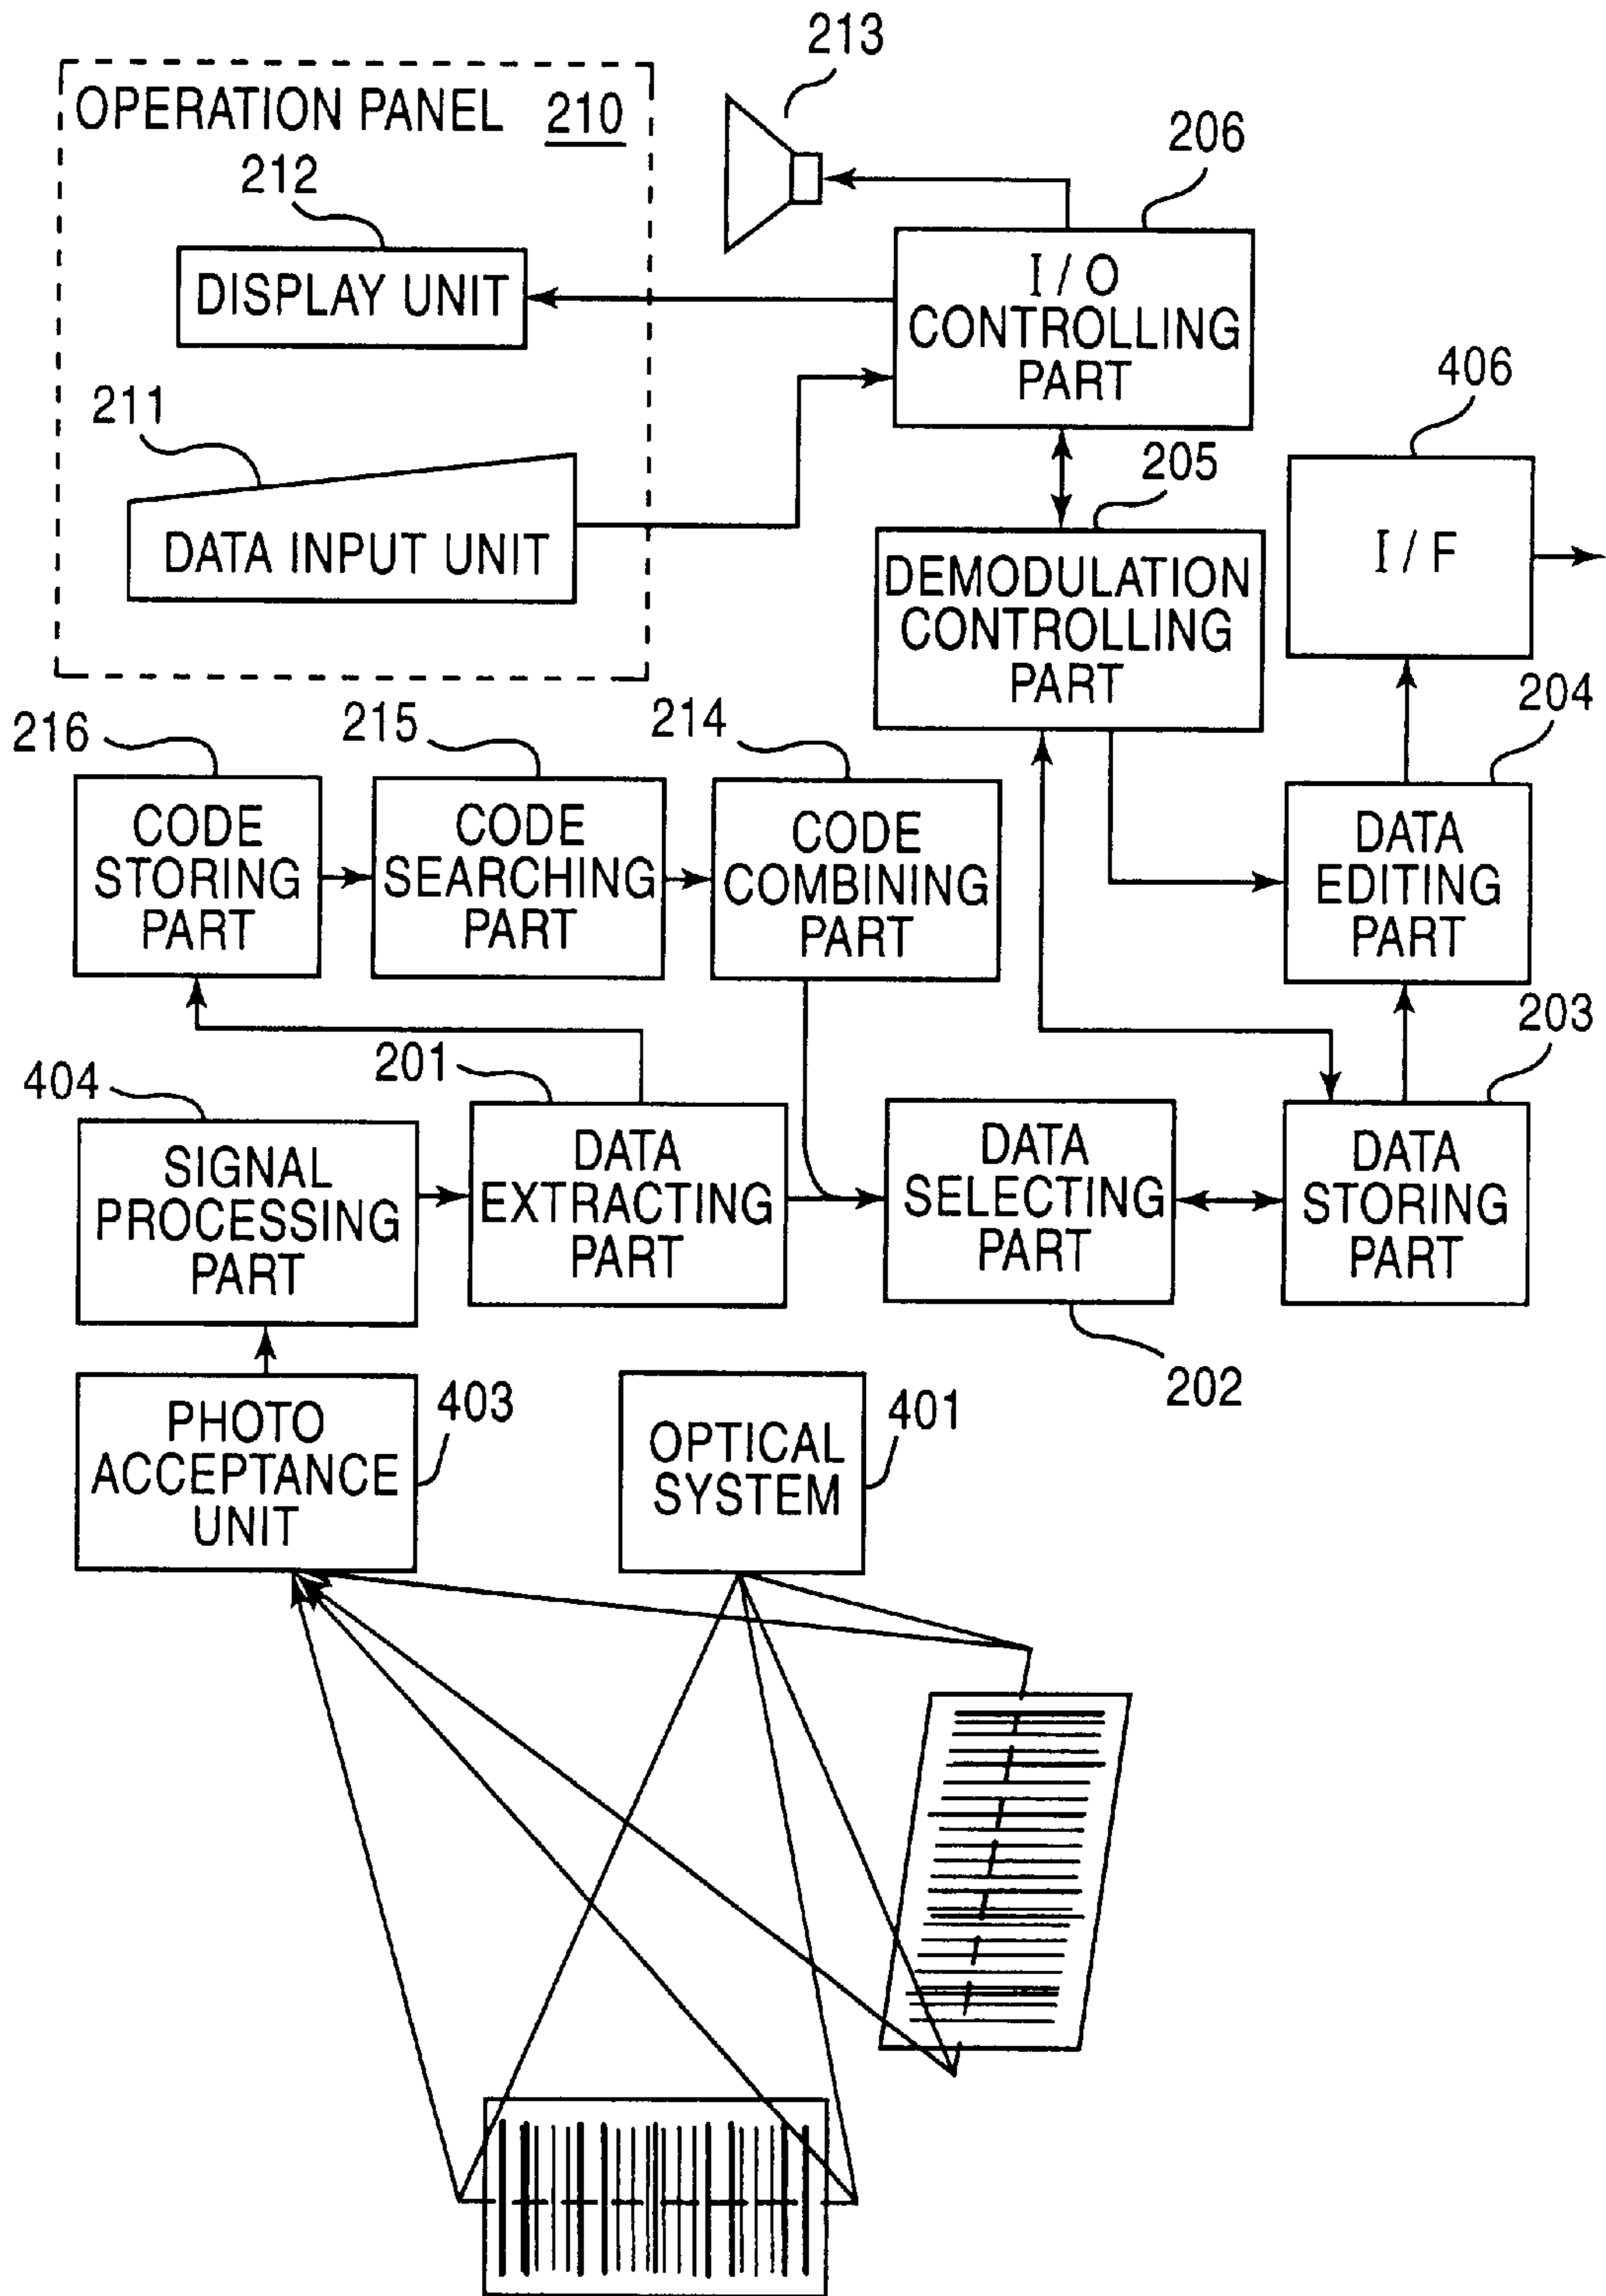 213
OPERATION PANEL 210
206
212
DISPLAY UNIT
I/O
CONTROLLING
PART
406
211
205
DATA INPUT UNIT
I/F
DEMODULATION
CONTROLLING
PART
204
216
215
214
CODE
STORING
PART
CODE
SEARCHING
PART
CODE
COMBINING
PART
DATA
EDITING
PART
203
201
404
SIGNAL
PROCESSING
PART
DATA
EXTRACTING
PART
DATA
SELECTING
PART
DATA
STORING
PART
202
PHOTO
ACCEPTANCE
UNIT
403
OPTICAL
SYSTEM
401